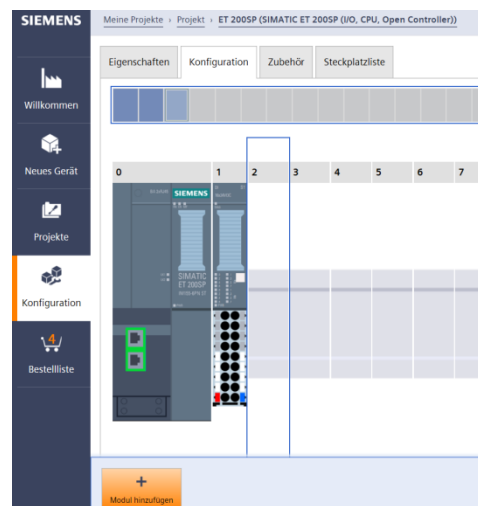 SIEMENS
Meine Projekte › Projekt › ET 200SP (SIMATIC ET 200SP (I/O, CPU, Open Controller))
Eigenschaften Konfiguration Zubehör Steckplatzliste
Willkommen
Neues Gerät
Projekte
Konfiguration
4
Bestellliste
0 1 2 3 4 5 6 7
SIEMENS
SIMATIC
ET 200SP
+
Modul hinzufügen